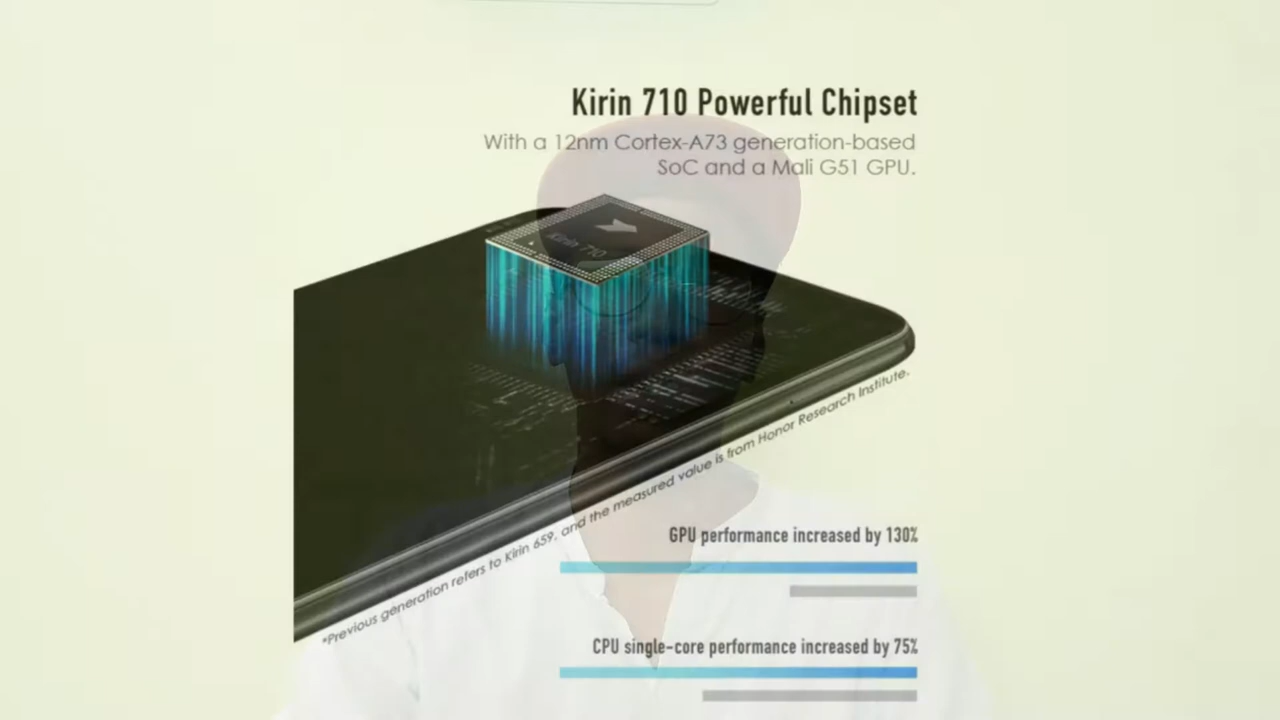 Kirin 710 Powerful Chipset
With a 12nm Cortex-A73 generation-based
SoC and a Mali G51 GPU.
Kirin 710
*Previous generation refers to Kirin 659, and the measured value is from Honor Research Institute.
GPU performance increased by 130%
CPU single-core performance increased by 75%